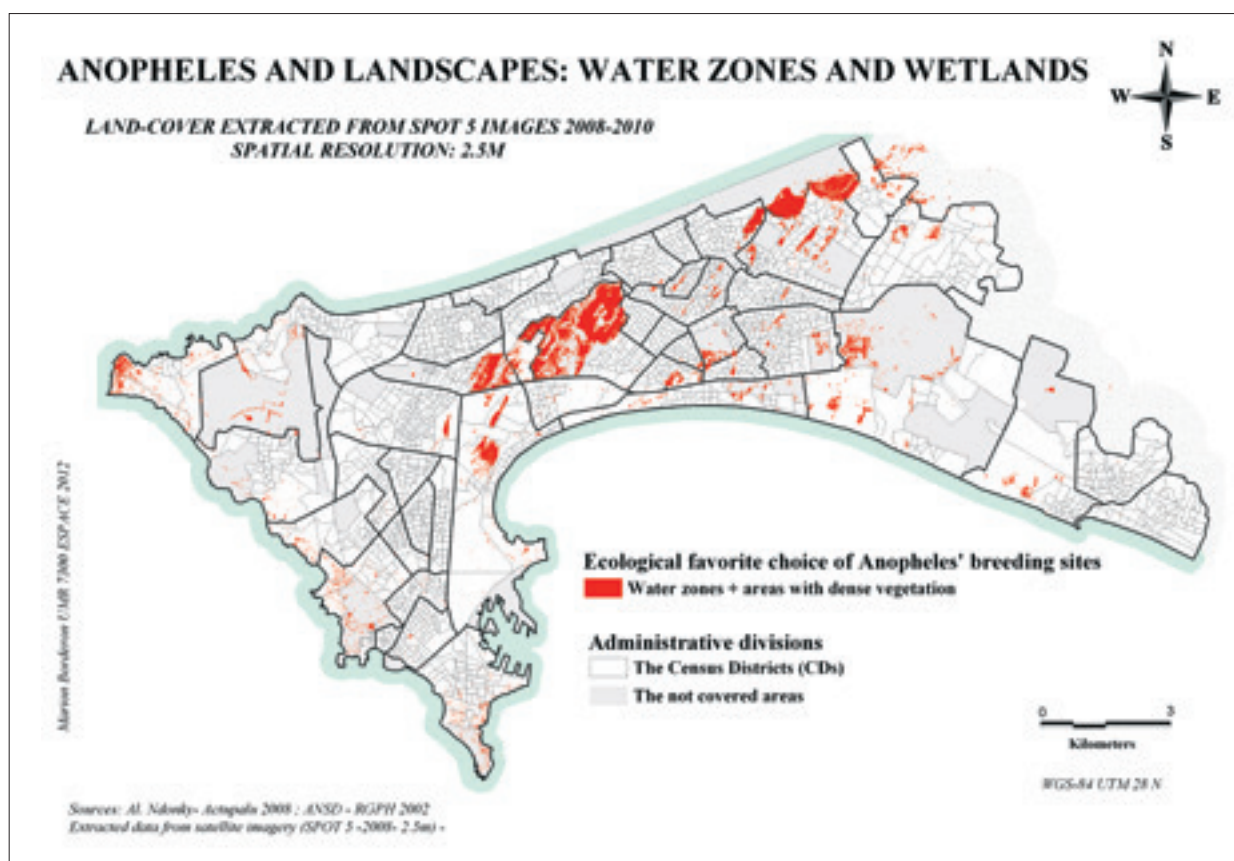 ANOPHELES AND LANDSCAPES: WATER ZONES AND WETLANDS
LAND-COVER EXTRACTED FROM SPOT 5 IMAGES 2008-2010
SPATIAL RESOLUTION: 2.5M
N
W E
S
Marion Borderon UMR 7300 ESPACE 2012
Ecological favorite choice of Anopheles' breeding sites
Water zones + areas with dense vegetation
Administrative divisions
The Census Districts (CDs)
The not covered areas
0 3
Kilometers
WGS-84 UTM 28 N
Sources: Al. Ndonky- Actupalu 2008 ; ANSD - RGPH 2002
Extracted data from satellite imagery (SPOT 5 -2008- 2.5m) -